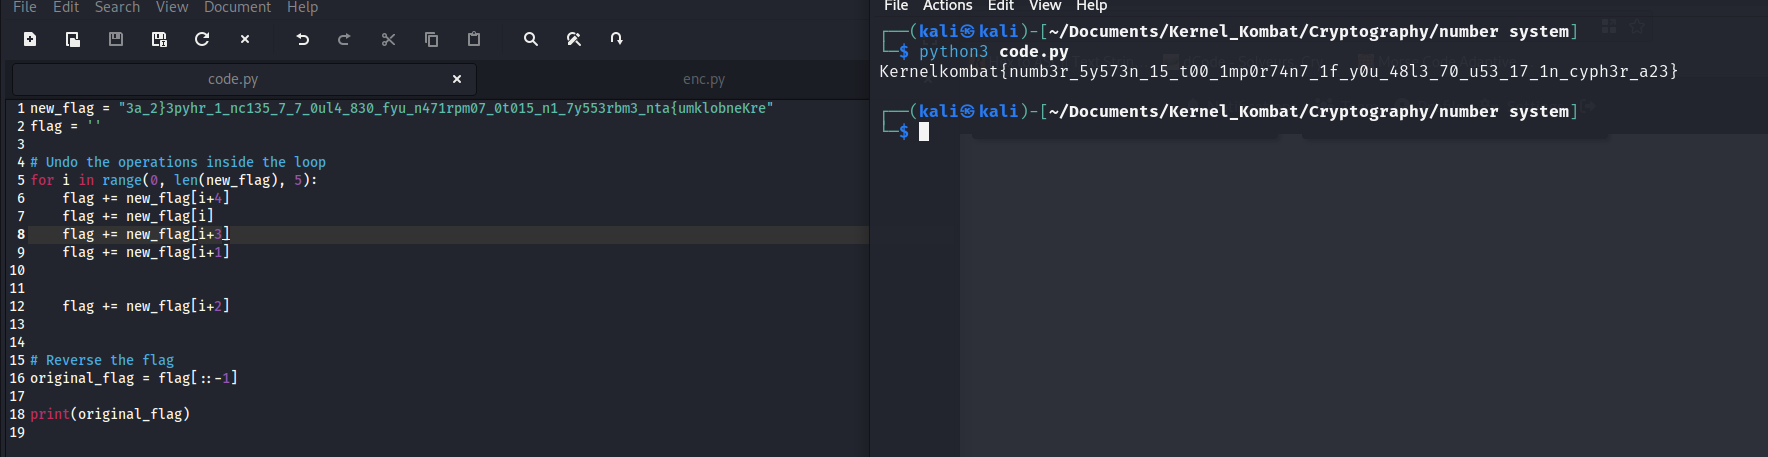 File Edit Search View Document Help
code.py × enc.py
1 new_flag = "3a_2}3pyhr_1_nc135_7_7_0ul4_830_fyu_n471rpm07_0t015_n1_7y553rbm3_nta{umklobneKre"
2 flag = ''
3
4 # Undo the operations inside the loop
5 for i in range(0, len(new_flag), 5):
6     flag += new_flag[i+4]
7     flag += new_flag[i]
8     flag += new_flag[i+3]
9     flag += new_flag[i+1]
10
11
12     flag += new_flag[i+2]
13
14
15 # Reverse the flag
16 original_flag = flag[::-1]
17
18 print(original_flag)
19
File Actions Edit View Help
┌──(kali㉿kali)-[~/Documents/Kernel_Kombat/Cryptography/number system]
└─$ python3 code.py
Kernelkombat{numb3r_5y573n_15_t00_1mp0r74n7_1f_y0u_48l3_70_u53_17_1n_cyph3r_a23}
┌──(kali㉿kali)-[~/Documents/Kernel_Kombat/Cryptography/number system]
└─$